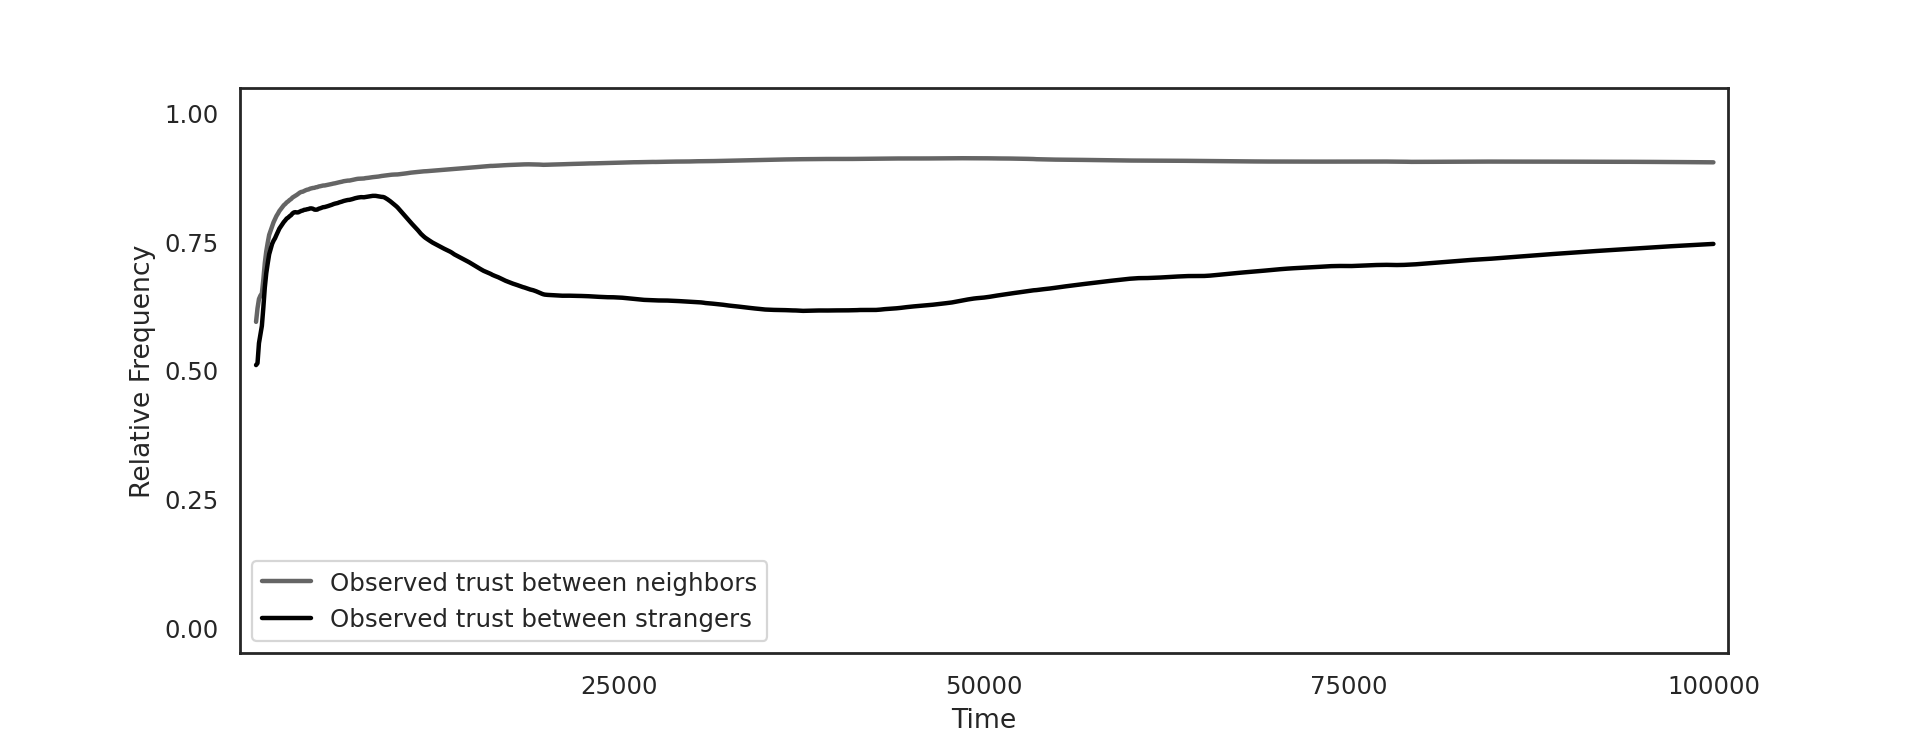 1.00
0.75
0.50
0.25
0.00
Relative Frequency
Observed trust between neighbors
Observed trust between strangers
25000 50000 75000 100000
Time